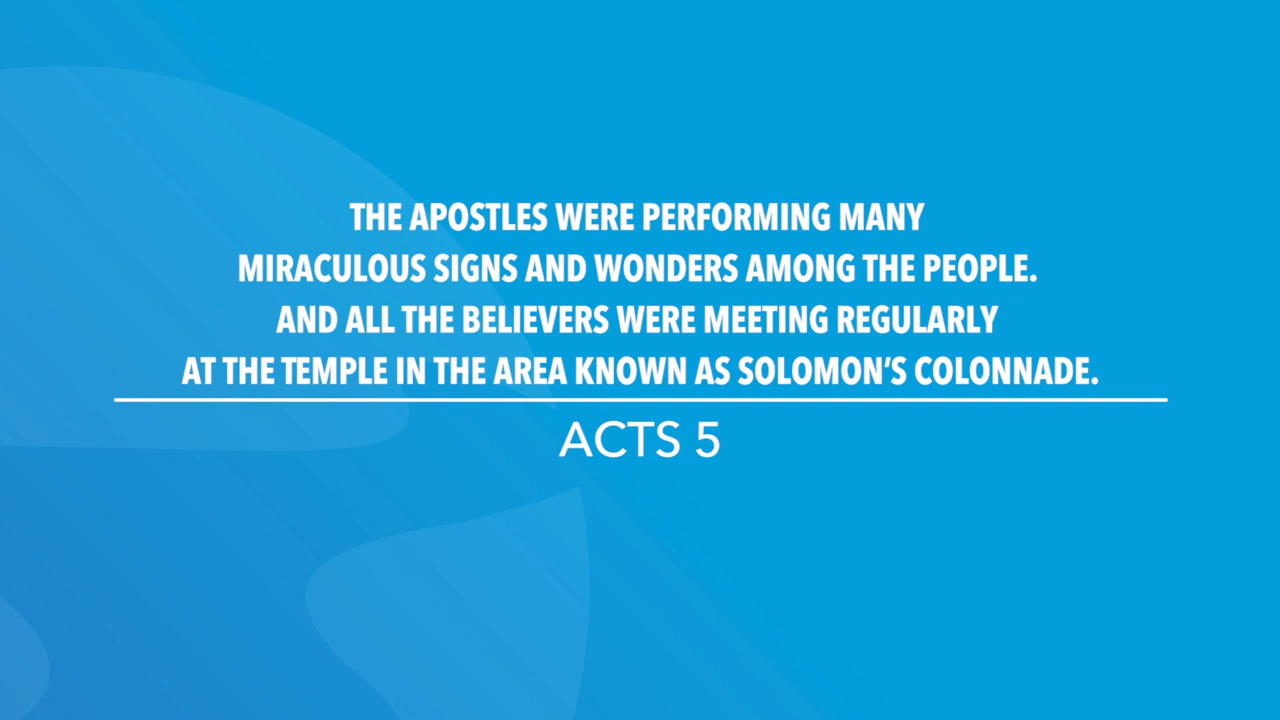 THE APOSTLES WERE PERFORMING MANY
MIRACULOUS SIGNS AND WONDERS AMONG THE PEOPLE.
AND ALL THE BELIEVERS WERE MEETING REGULARLY
AT THE TEMPLE IN THE AREA KNOWN AS SOLOMON’S COLONNADE.
ACTS 5